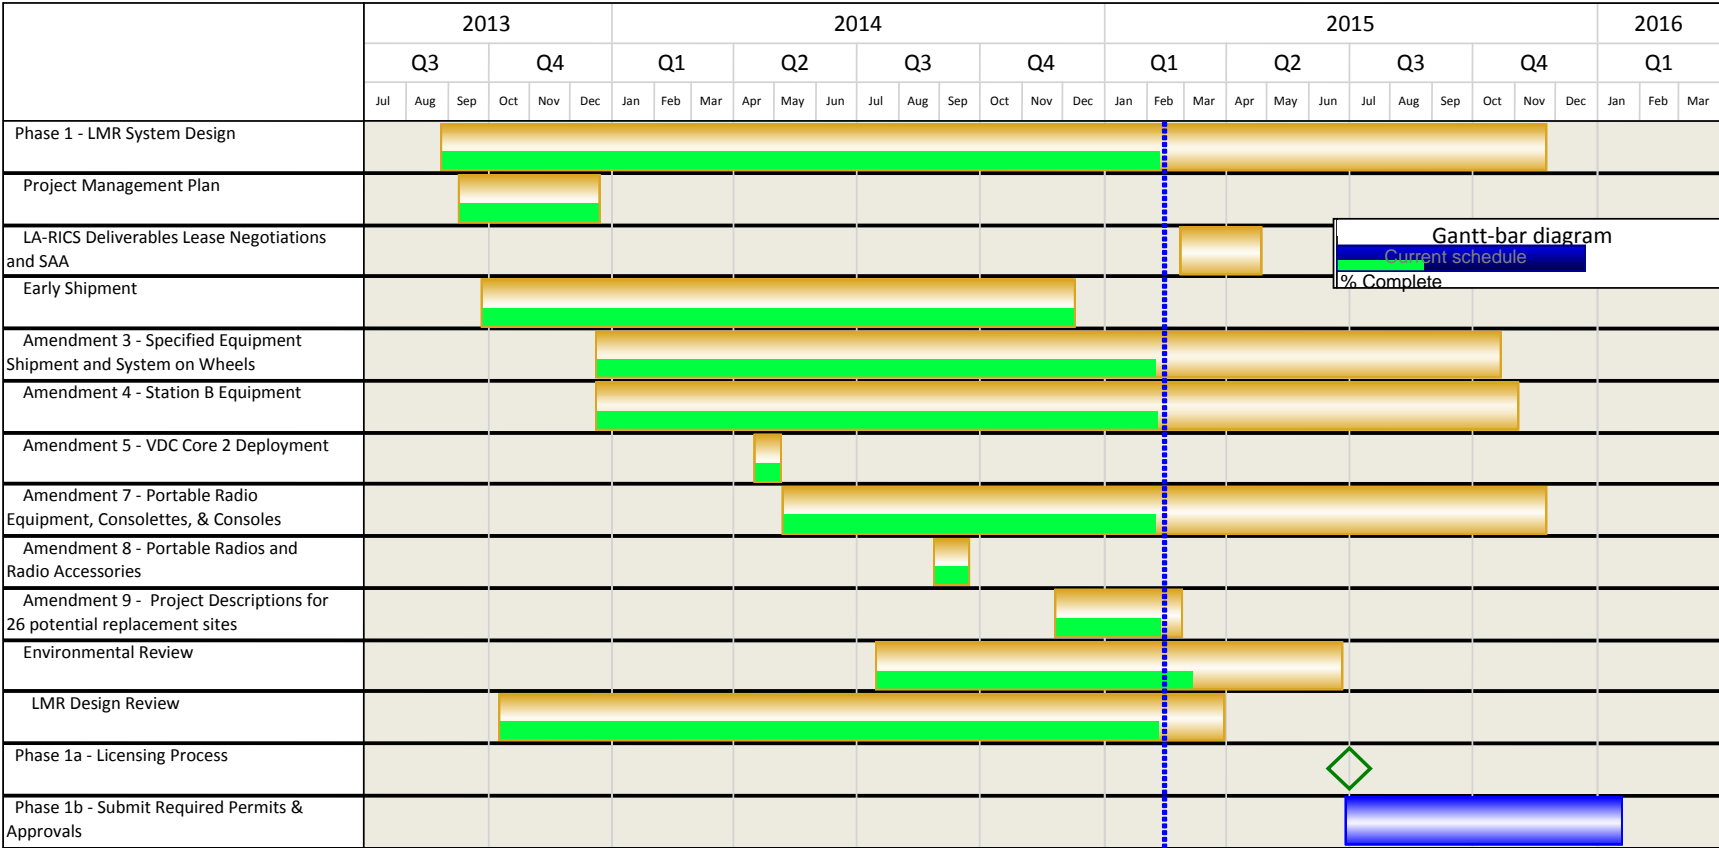 2013 2014 2015 2016
Q3 Q4 Q1 Q2 Q3 Q4 Q1 Q2 Q3 Q4 Q1
Jul Aug Sep Oct Nov Dec Jan Feb Mar Apr May Jun Jul Aug Sep Oct Nov Dec Jan Feb Mar Apr May Jun Jul Aug Sep Oct Nov Dec Jan Feb Mar
Phase 1 - LMR System Design
Project Management Plan
LA-RICS Deliverables Lease Negotiations
and SAA
Gantt-bar diagram
Current schedule
% Complete
Early Shipment
Amendment 3 - Specified Equipment
Shipment and System on Wheels
Amendment 4 - Station B Equipment
Amendment 5 - VDC Core 2 Deployment
Amendment 7 - Portable Radio
Equipment, Consolettes, & Consoles
Amendment 8 - Portable Radios and
Radio Accessories
Amendment 9 - Project Descriptions for
26 potential replacement sites
Environmental Review
LMR Design Review
Phase 1a - Licensing Process
Phase 1b - Submit Required Permits &
Approvals